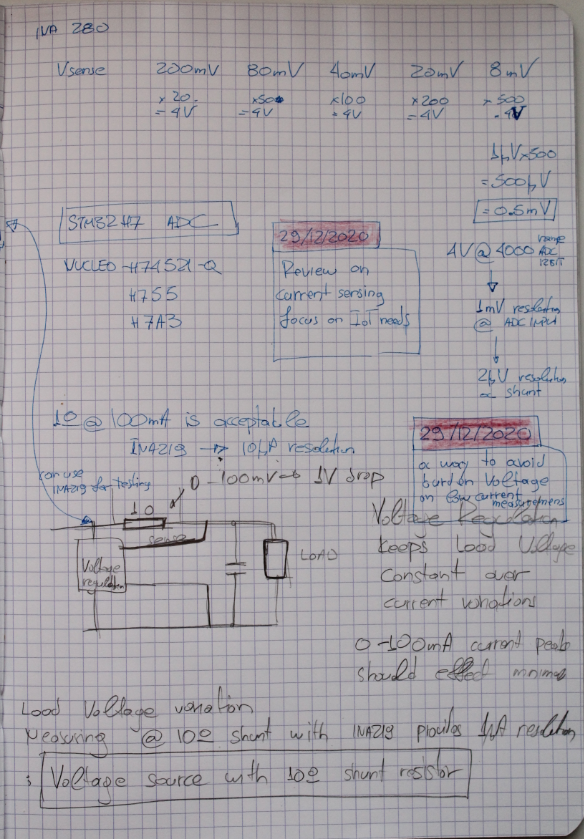 INA 280
Vsense 200mV 80mV 40mV 20mV 8mV
x 20 x50 x100 x 200 x 500
= 4V = 4V = 4V = 4V = 4V
1µV x500
= 500µV
= 0.5mV
STM32 H7 ADC
NUCLEO - H745ZI-Q
H755
H7A3
29/12/2020
Review on
current sensing
focus on IoT needs
4V @ 4000 ADC
12BIT
1mV resolution
@ ADC INPUT
2µV resolution
shunt
1Ω @ 100mA is acceptable
INA219 → 10µA resolution
can use
INA219 for testing
0 - 100mV → 1V drop
1Ω
sense
Voltage
regulation
LOAD
29/12/2020
a way to avoid
burden Voltage
on low current
measurements
Voltage Regulation
keeps Load Voltage
constant over
current variations
0-100mA current peaks
should effect minimal
Load Voltage variation
Measuring @ 10Ω shunt with INA219 provides 1µA resolution
: Voltage source with 10Ω shunt resistor